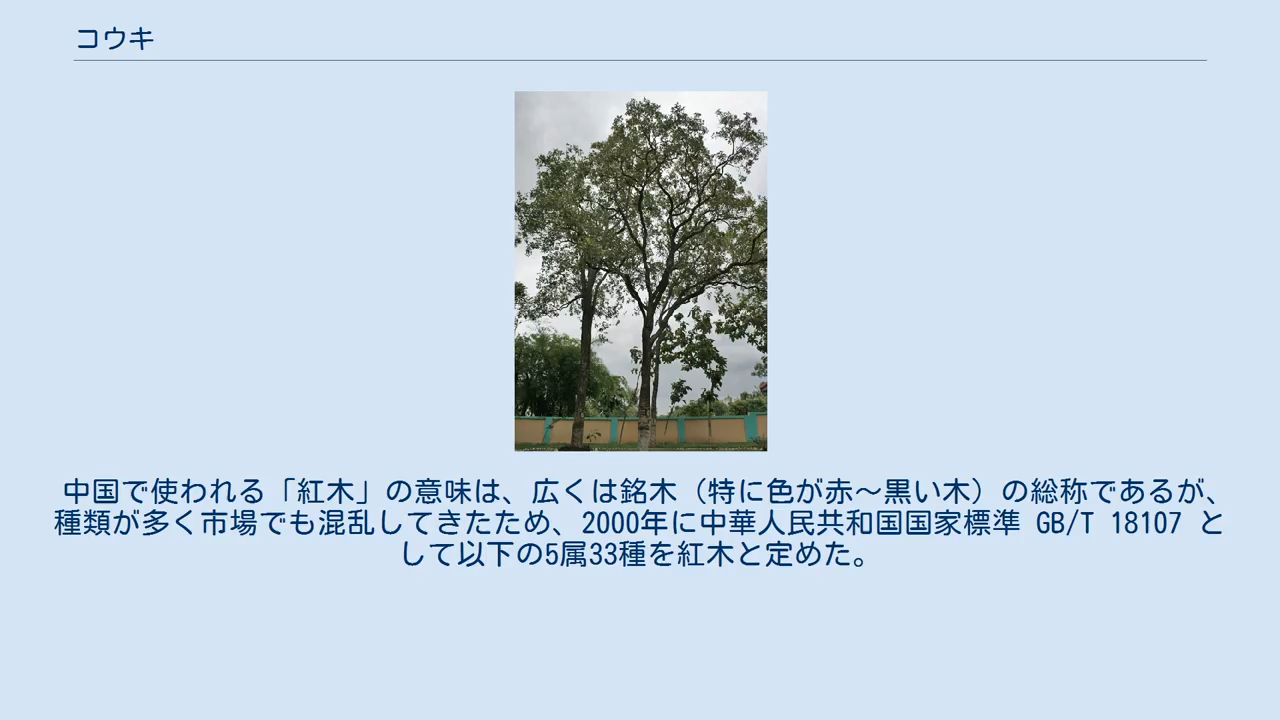 コウキ
中国で使われる「紅木」の意味は、広くは銘木（特に色が赤～黒い木）の総称であるが、
種類が多く市場でも混乱してきたため、2000年に中華人民共和国国家標準 GB/T 18107 と
して以下の5属33種を紅木と定めた。